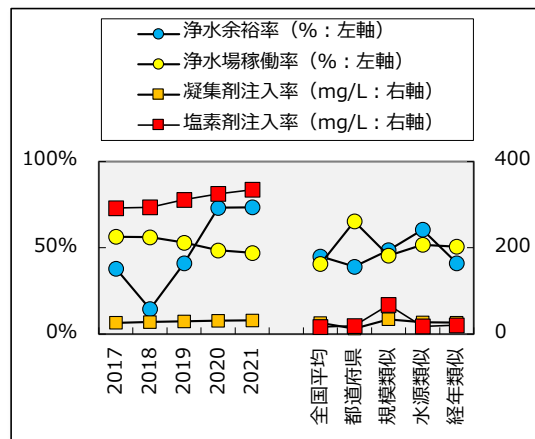 浄水余裕率（%：左軸）
浄水場稼働率（%：左軸）
凝集剤注入率（mg/L：右軸）
塩素剤注入率（mg/L：右軸）
100%
50%
0%
400
200
0
2017
2018
2019
2020
2021
全国平均
都道府県
規模類似
水源類似
経年類似